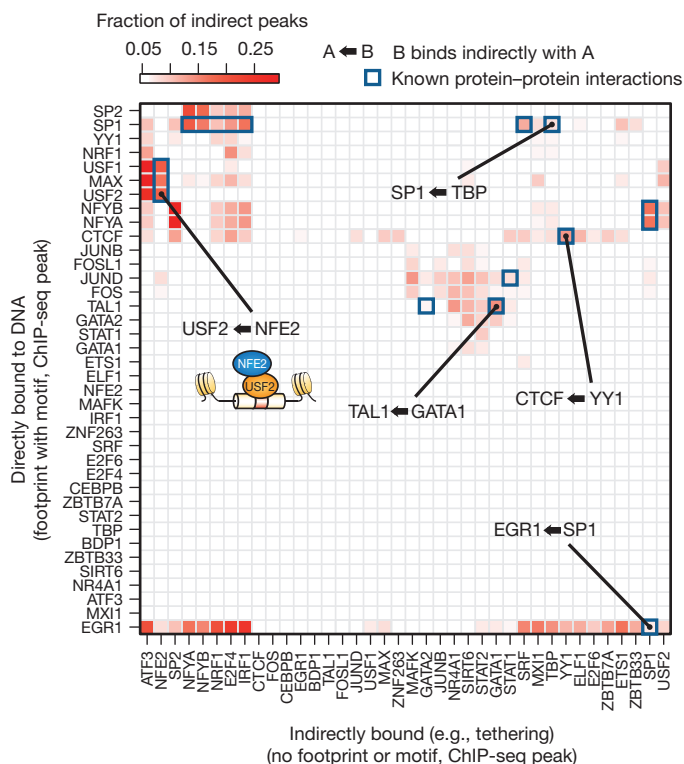 Fraction of indirect peaks
0.05 0.15 0.25
A B B binds indirectly with A
Known protein–protein interactions
Directly bound to DNA
(footprint with motif, ChIP-seq peak)
SP2
SP1
YY1
NRF1
USF1
MAX
USF2
NFYB
NFYA
CTCF
JUNB
FOSL1
JUND
FOS
TAL1
GATA2
STAT1
GATA1
ETS1
ELF1
NFE2
MAFK
IRF1
ZNF263
SRF
E2F6
E2F4
CEBPB
ZBTB7A
STAT2
TBP
BDP1
ZBTB33
SIRT6
NR4A1
ATF3
MXI1
EGR1
SP1 TBP
USF2 NFE2
NFE2
USF2
TAL1 GATA1
CTCF YY1
EGR1 SP1
ATF3
NFE2
SP2
NFYA
NFYB
NRF1
E2F4
IRF1
CTCF
FOS
CEBPB
EGR1
BDP1
TAL1
FOSL1
JUND
USF1
MAX
ZNF263
MAFK
GATA2
JUNB
NR4A1
SIRT6
STAT2
GATA1
STAT1
SRF
MXI1
TBP
YY1
ELF1
E2F6
ZBTB7A
ETS1
ZBTB33
SP1
USF2
Indirectly bound (e.g., tethering)
(no footprint or motif, ChIP-seq peak)